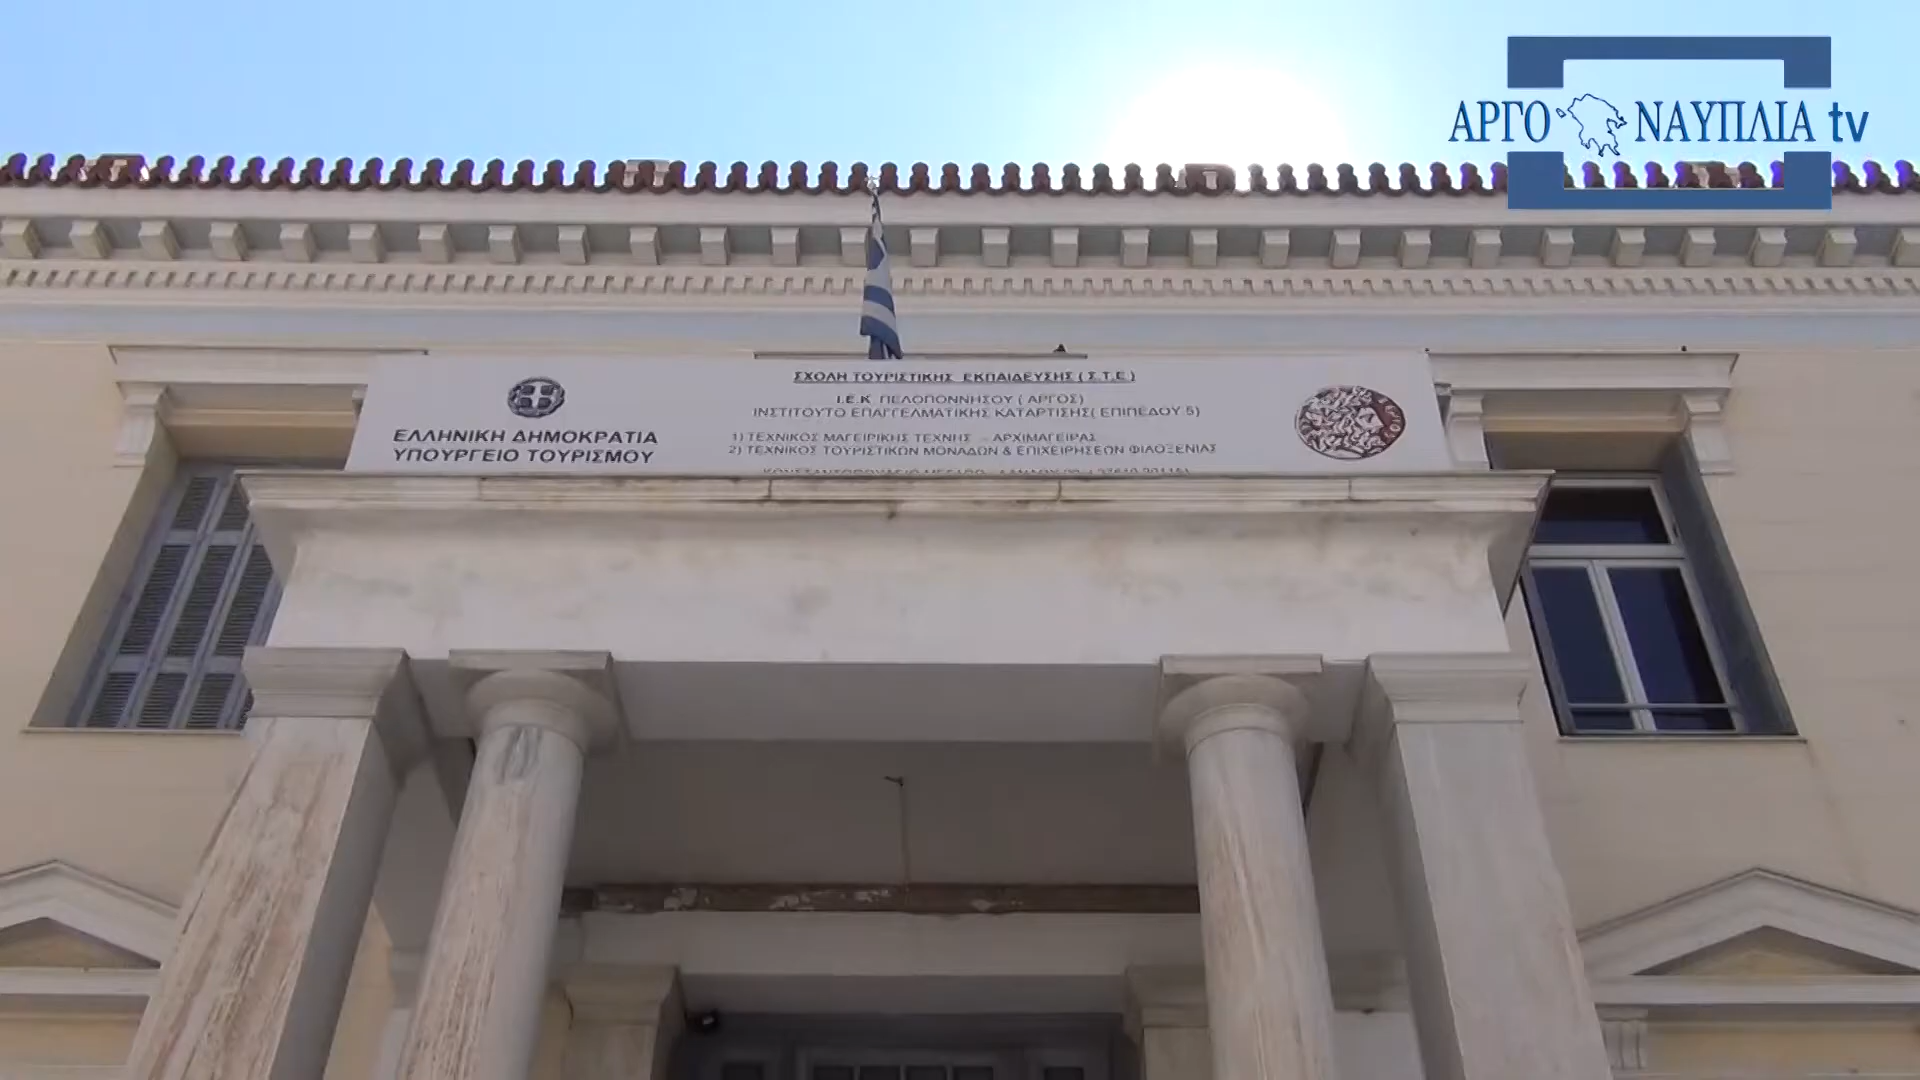 ΑΡΓΟ ΝΑΥΠΛΙΑ tv
ΣΧΟΛΗ ΤΟΥΡΙΣΤΙΚΗΣ ΕΚΠΑΙΔΕΥΣΗΣ ( Σ.Τ.Ε )
Ι.Ε.Κ. ΠΕΛΟΠΟΝΝΗΣΟΥ ( ΑΡΓΟΣ)
ΙΝΣΤΙΤΟΥΤΟ ΕΠΑΓΓΕΛΜΑΤΙΚΗΣ ΚΑΤΑΡΤΙΣΗΣ( ΕΠΙΠΕΔΟΥ 5)
ΕΛΛΗΝΙΚΗ ΔΗΜΟΚΡΑΤΙΑ
ΥΠΟΥΡΓΕΙΟ ΤΟΥΡΙΣΜΟΥ
1) ΤΕΧΝΙΚΟΣ ΜΑΓΕΙΡΙΚΗΣ ΤΕΧΝΗΣ – ΑΡΧΙΜΑΓΕΙΡΑΣ
2) ΤΕΧΝΙΚΟΣ ΤΟΥΡΙΣΤΙΚΩΝ ΜΟΝΑΔΩΝ & ΕΠΙΧΕΙΡΗΣΕΩΝ ΦΙΛΟΞΕΝΙΑΣ